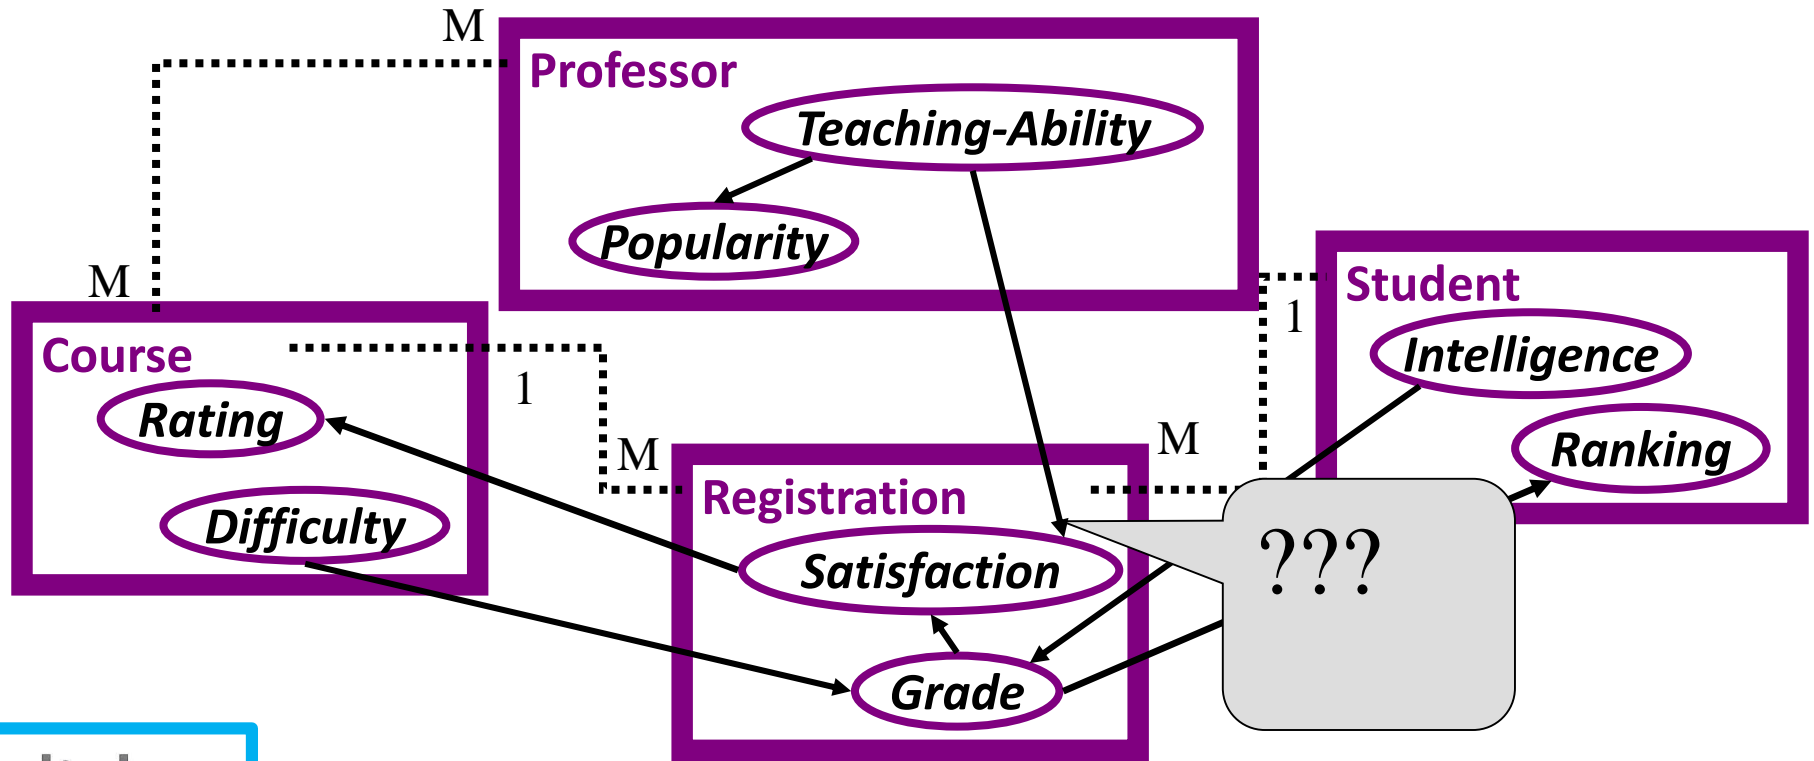 M
Professor
Teaching-Ability
Popularity
M
Student
1
Intelligence
Course
1
Rating
M
M
Ranking
Registration
Difficulty
???
Satisfaction
Grade